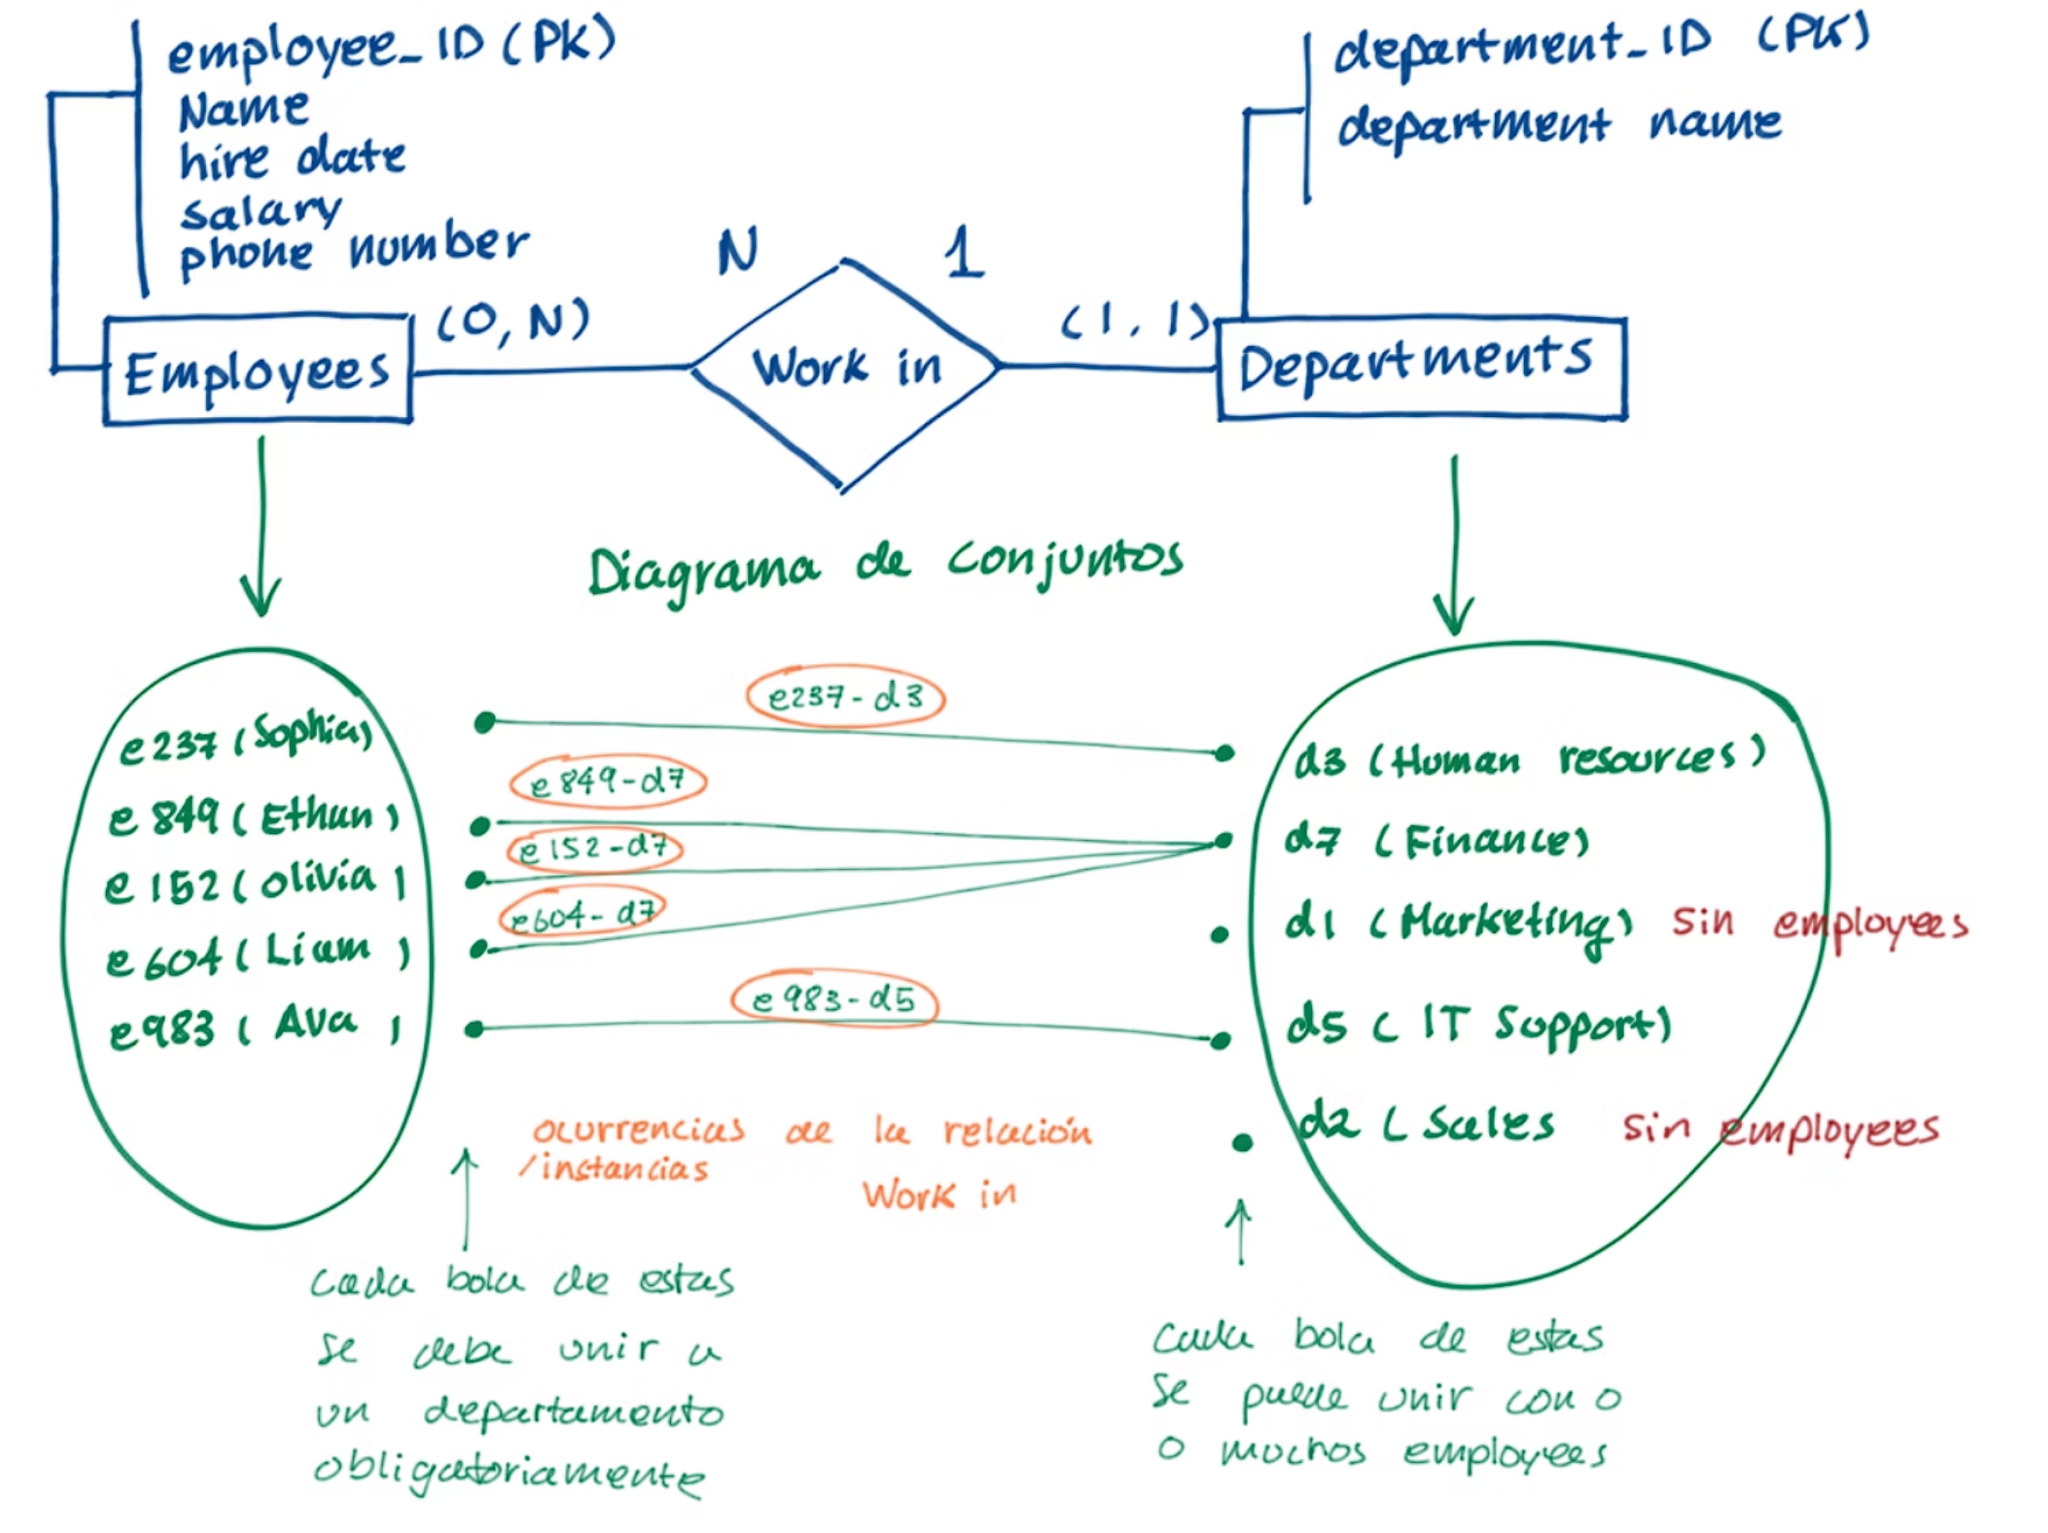 employee_ID (PK)
Name
hire date
salary
phone number
department_ID (PK)
department name
N
1
(0, N)
(1, 1)
Employees
Work in
Departments
Diagrama de conjuntos
e237 (Sophia)
e849 (Ethan)
e152 (Olivia)
e604 (Liam)
e983 (Ava)
e237-d3
e849-d7
e152-d7
e604-d7
e983-d5
d3 (Human resources)
d7 (Finance)
d1 (Marketing) sin employees
d5 (IT Support)
d2 (Sales sin employees
ocurrencias de la relación
/instancias
Work in
Cada bola de estas
se debe unir a
un departamento
obligatoriamente
Cada bola de estas
se puede unir con 0
o muchos employees